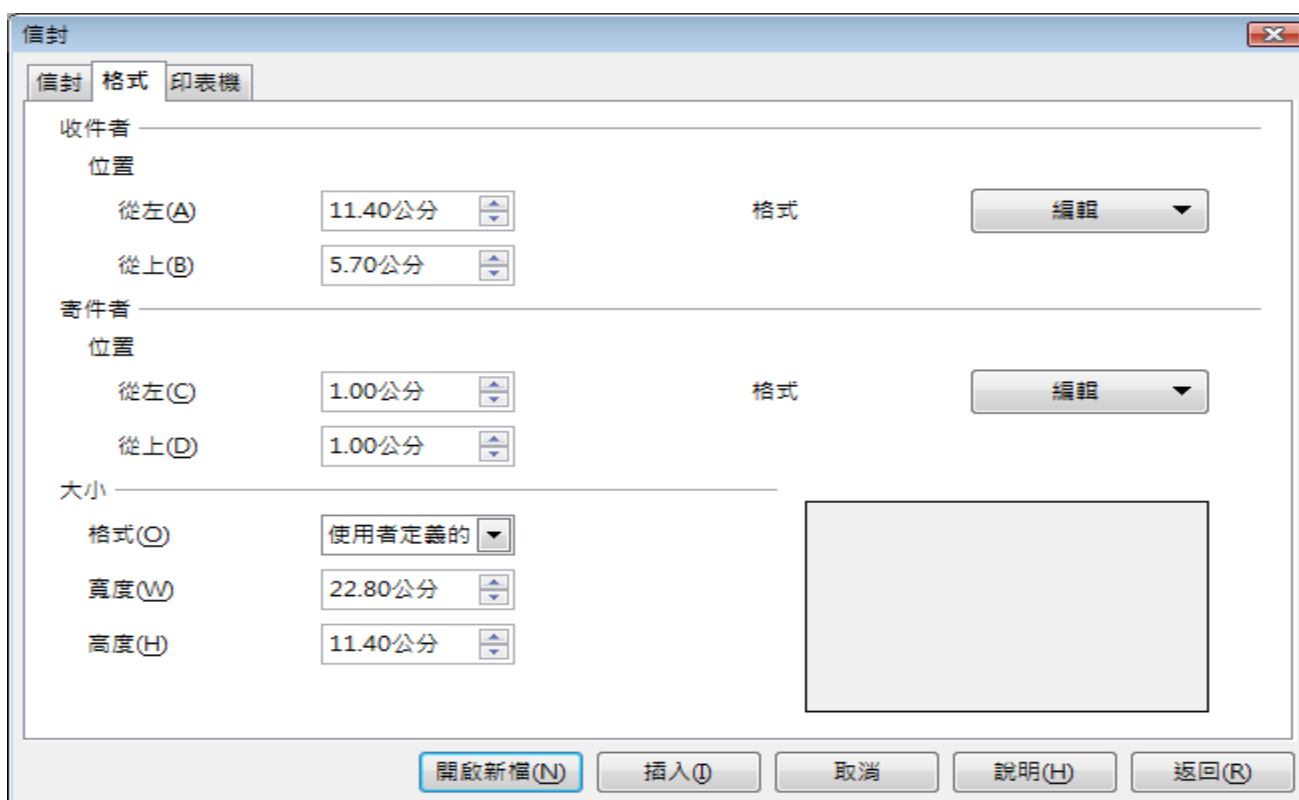 信封
信封 格式 印表機
收件者
位置
從左(A) 11.40公分 格式 編輯
從上(B) 5.70公分
寄件者
位置
從左(C) 1.00公分 格式 編輯
從上(D) 1.00公分
大小
格式(O) 使用者定義的
寬度(W) 22.80公分
高度(H) 11.40公分
開啟新檔(N) 插入(I) 取消 說明(H) 返回(R)